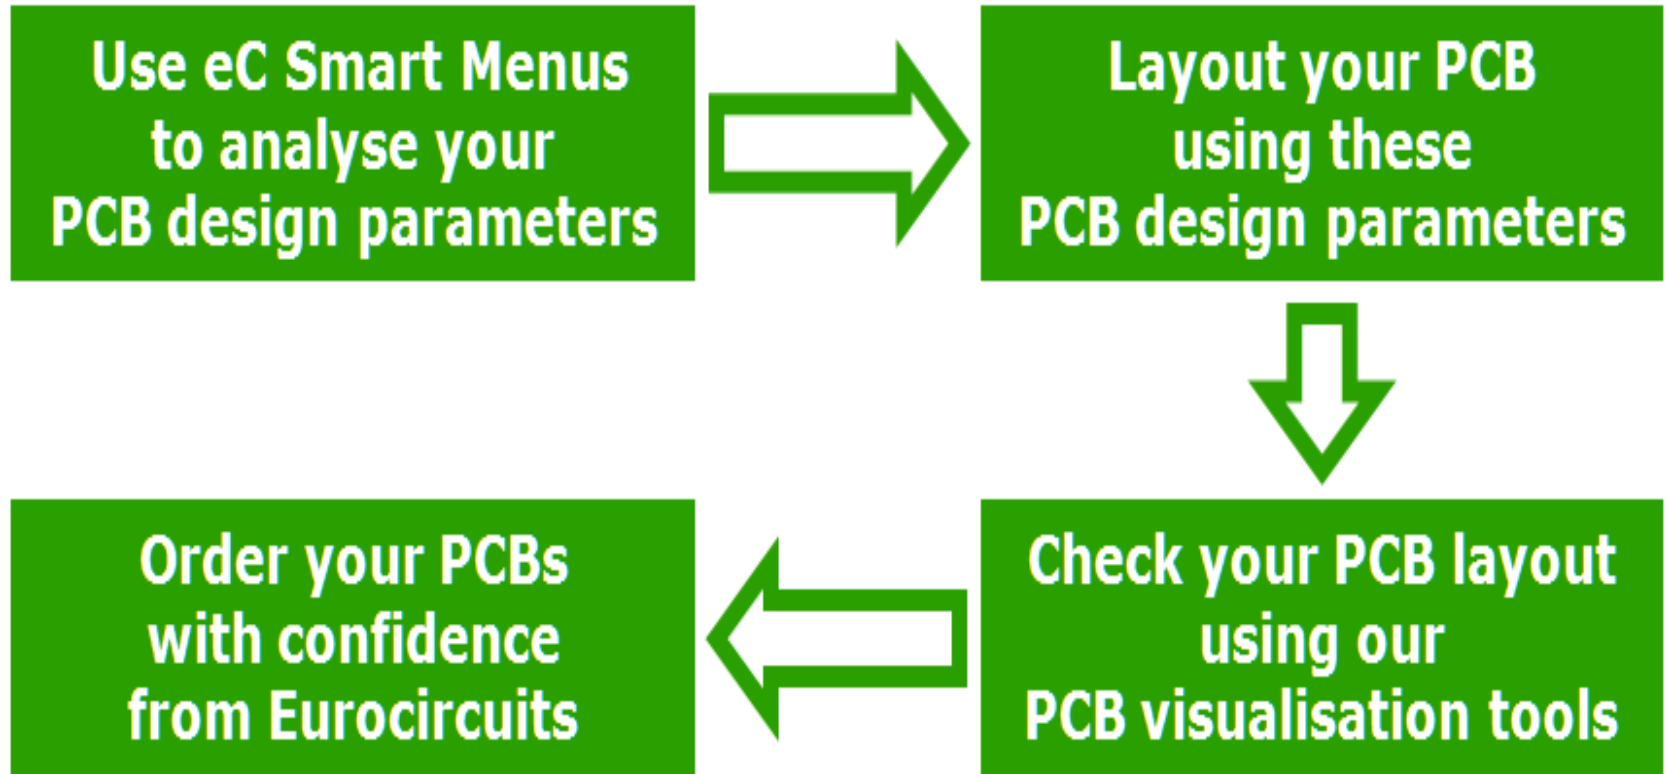 Use eC Smart Menus
to analyse your
PCB design parameters
Layout your PCB
using these
PCB design parameters
Check your PCB layout
using our
PCB visualisation tools
Order your PCBs
with confidence
from Eurocircuits